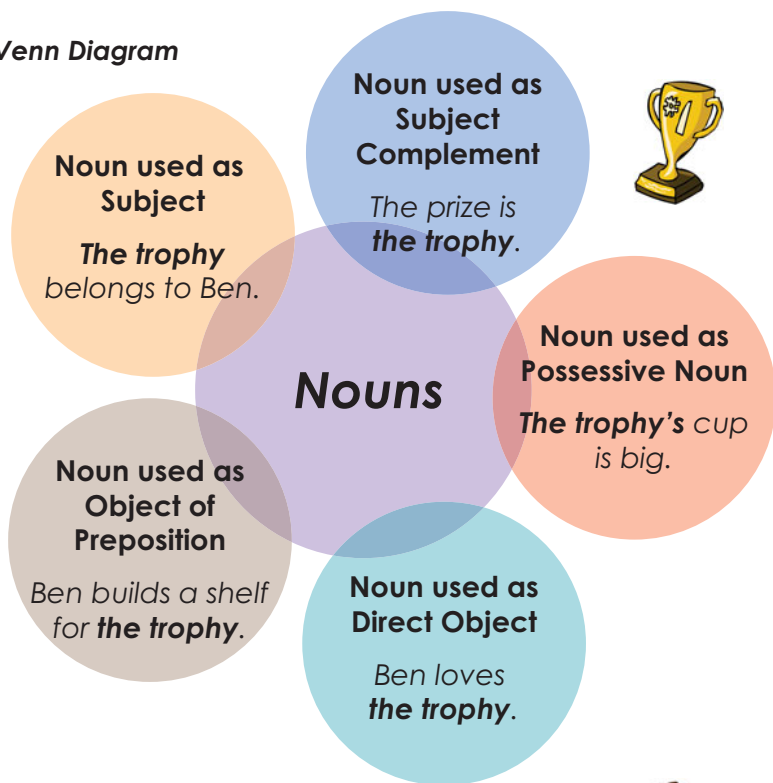 Venn Diagram
Noun used as
Subject
Complement
The prize is
the trophy.
Noun used as
Subject
The trophy
belongs to Ben.
Nouns
Noun used as
Possessive Noun
The trophy's cup
is big.
Noun used as
Object of
Preposition
Ben builds a shelf
for the trophy.
Noun used as
Direct Object
Ben loves
the trophy.